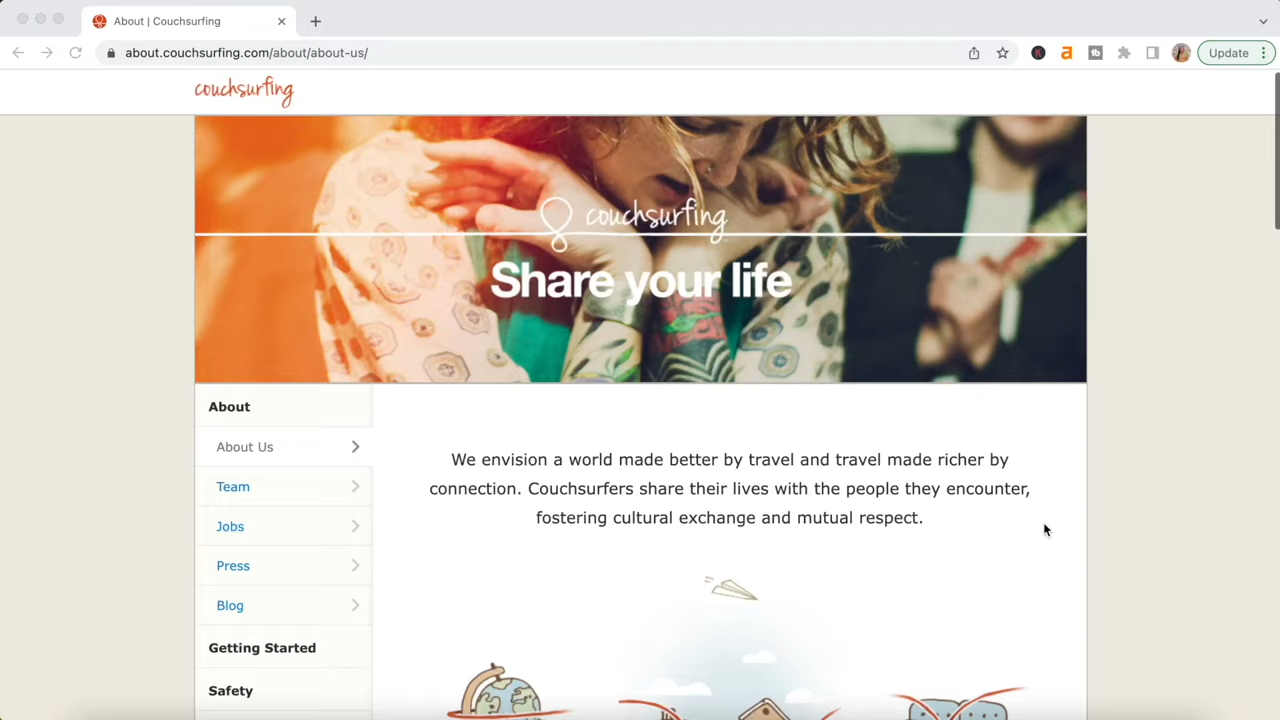 About | Couchsurfing
about.couchsurfing.com/about/about-us/
Update
couchsurfing
couchsurfing
Share your life
About
About Us
Team
Jobs
Press
Blog
Getting Started
Safety
We envision a world made better by travel and travel made richer by
connection. Couchsurfers share their lives with the people they encounter,
fostering cultural exchange and mutual respect.